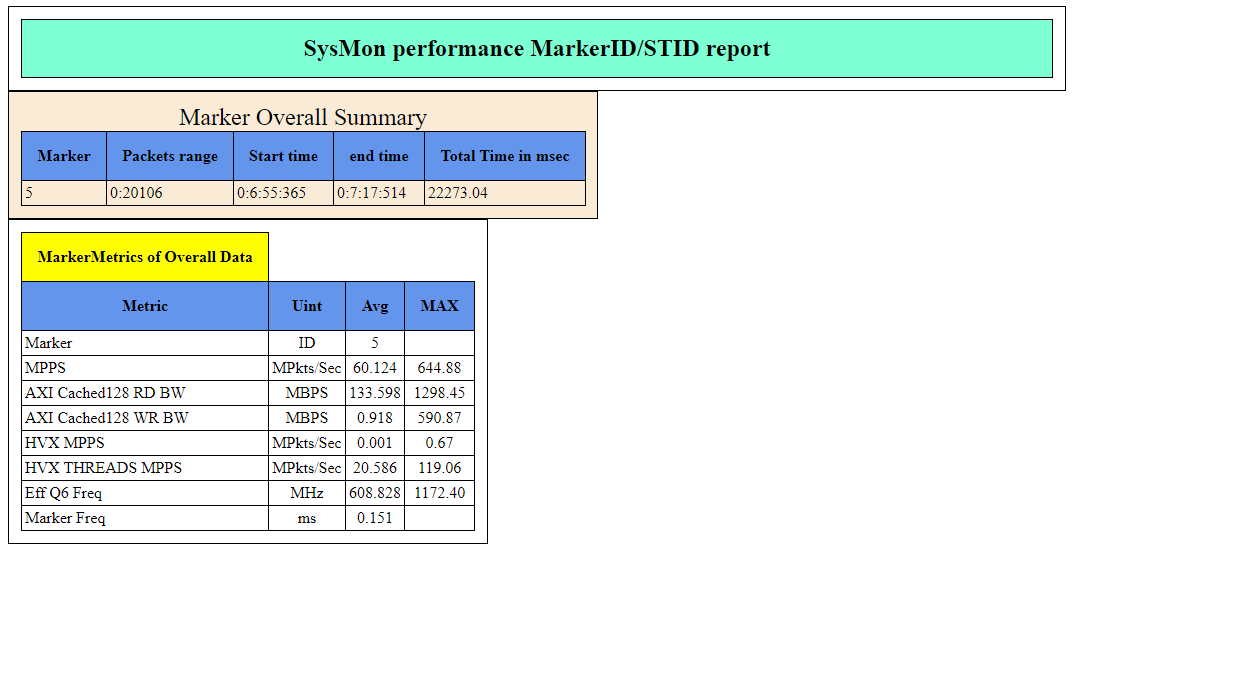 SysMon performance MarkerID/STID report
Marker Overall Summary
Marker Packets range Start time end time Total Time in msec
5 0:20106 0:6:55:365 0:7:17:514 22273.04
MarkerMetrics of Overall Data
Metric Uint Avg MAX
Marker ID 5
MPPS MPkts/Sec 60.124 644.88
AXI Cached128 RD BW MBPS 133.598 1298.45
AXI Cached128 WR BW MBPS 0.918 590.87
HVX MPPS MPkts/Sec 0.001 0.67
HVX THREADS MPPS MPkts/Sec 20.586 119.06
Eff Q6 Freq MHz 608.828 1172.40
Marker Freq ms 0.151